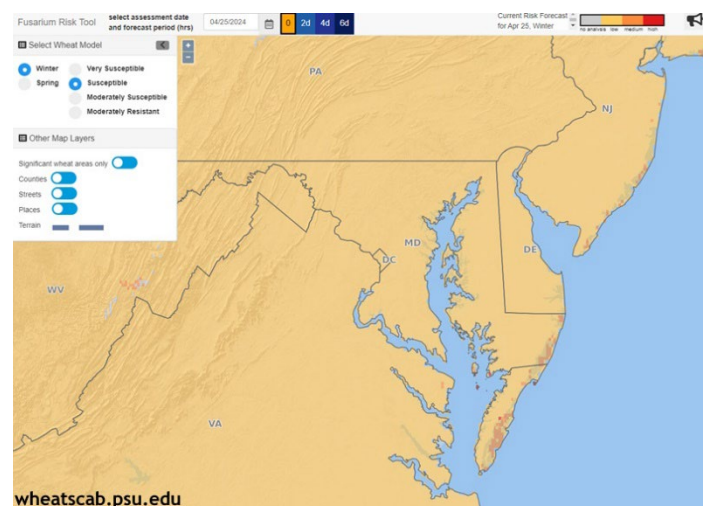 Fusarium Risk Tool
select assessment date
and forecast period (hrs)
04/25/2024
0 2d 4d 6d
Current Risk Forecast
for Apr 25, Winter
no analysis low medium high
Select Wheat Model
Winter
Spring
Very Susceptible
Susceptible
Moderately Susceptible
Moderately Resistant
Other Map Layers
Significant wheat areas only
Counties
Streets
Places
Terrain
PA
NJ
MD
DC
DE
WV
VA
wheatscab.psu.edu